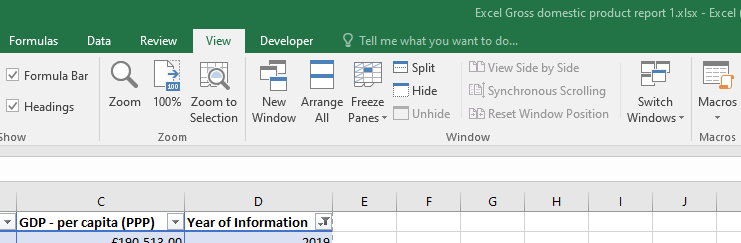 Excel Gross domestic product report 1.xlsx - Excel (
Formulas Data Review View Developer Tell me what you want to do...
Formula Bar
Headings
Show
Zoom
100
100%
Zoom to
Selection
Zoom
New
Window
Arrange
All
Freeze
Panes
Split
Hide
Unhide
View Side by Side
Synchronous Scrolling
Reset Window Position
Switch
Windows
Window
Macros
Macros
C D E F G H I J
GDP - per capita (PPP) Year of Information
£190,513.00 2019